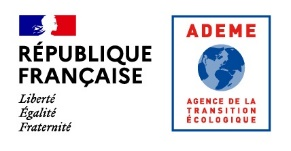 RÉPUBLIQUE
FRANÇAISE
Liberté
Égalité
Fraternité
ADEME
AGENCE DE LA
TRANSITION
ÉCOLOGIQUE